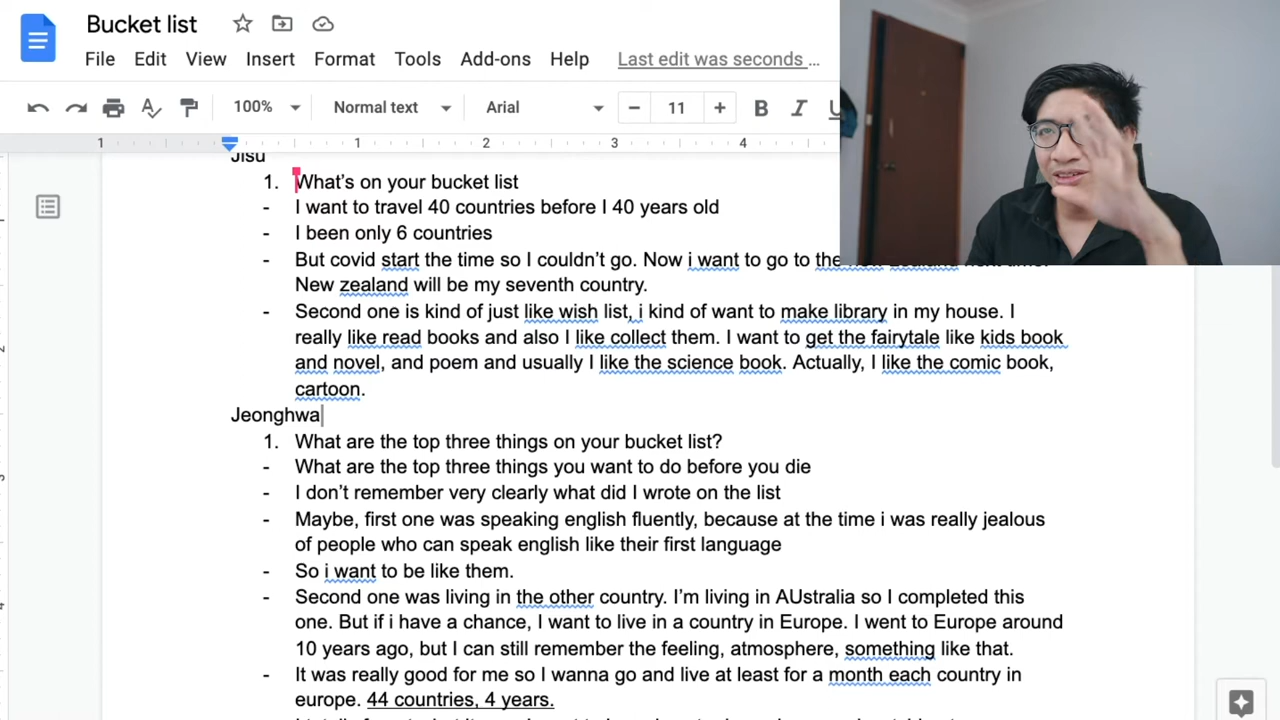 Bucket list
File Edit View Insert Format Tools Add-ons Help Last edit was seconds ...
100% Normal text Arial 11 B I U
1 1 2 3 4
Jisu
1. What's on your bucket list
- I want to travel 40 countries before I 40 years old
- I been only 6 countries
- But covid start the time so I couldn't go. Now i want to go to the
New zealand will be my seventh country.
- Second one is kind of just like wish list, i kind of want to make library in my house. I
really like read books and also I like collect them. I want to get the fairytale like kids book
and novel, and poem and usually I like the science book. Actually, I like the comic book,
cartoon.
Jeonghwa
1. What are the top three things on your bucket list?
- What are the top three things you want to do before you die
- I don't remember very clearly what did I wrote on the list
- Maybe, first one was speaking english fluently, because at the time i was really jealous
of people who can speak english like their first language
- So i want to be like them.
- Second one was living in the other country. I'm living in AUstralia so I completed this
one. But if i have a chance, I want to live in a country in Europe. I went to Europe around
10 years ago, but I can still remember the feeling, atmosphere, something like that.
- It was really good for me so I wanna go and live at least for a month each country in
europe. 44 countries, 4 years.